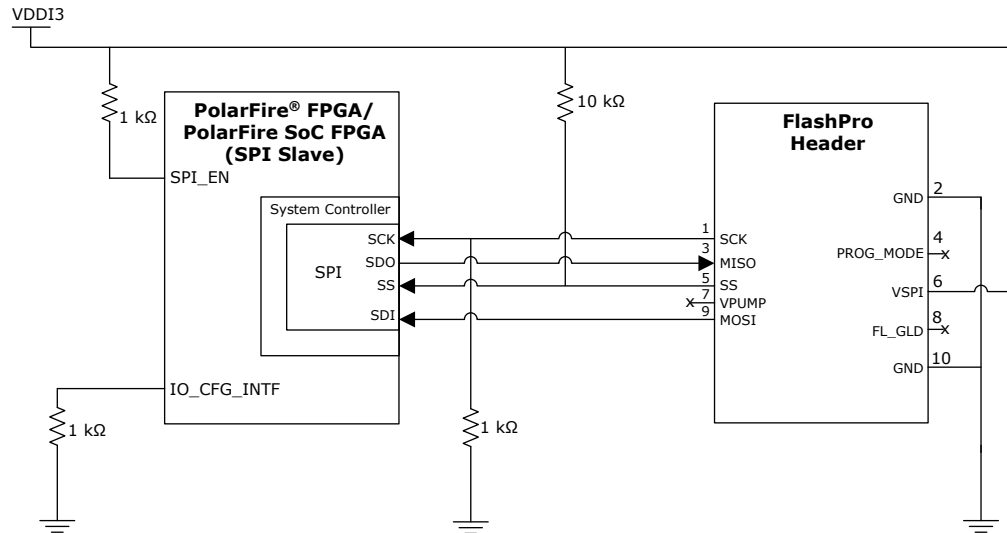 VDDI3
1 kΩ
10 kΩ
PolarFire® FPGA/
PolarFire SoC FPGA
(SPI Slave)
SPI_EN
System Controller
SPI
SCK
SDO
SS
SDI
IO_CFG_INTF
1 kΩ
1 kΩ
FlashPro
Header
1
SCK
3
MISO
5
SS
7
VPUMP
9
MOSI
2
GND
4
PROG_MODE
6
VSPI
8
FL_GLD
10
GND